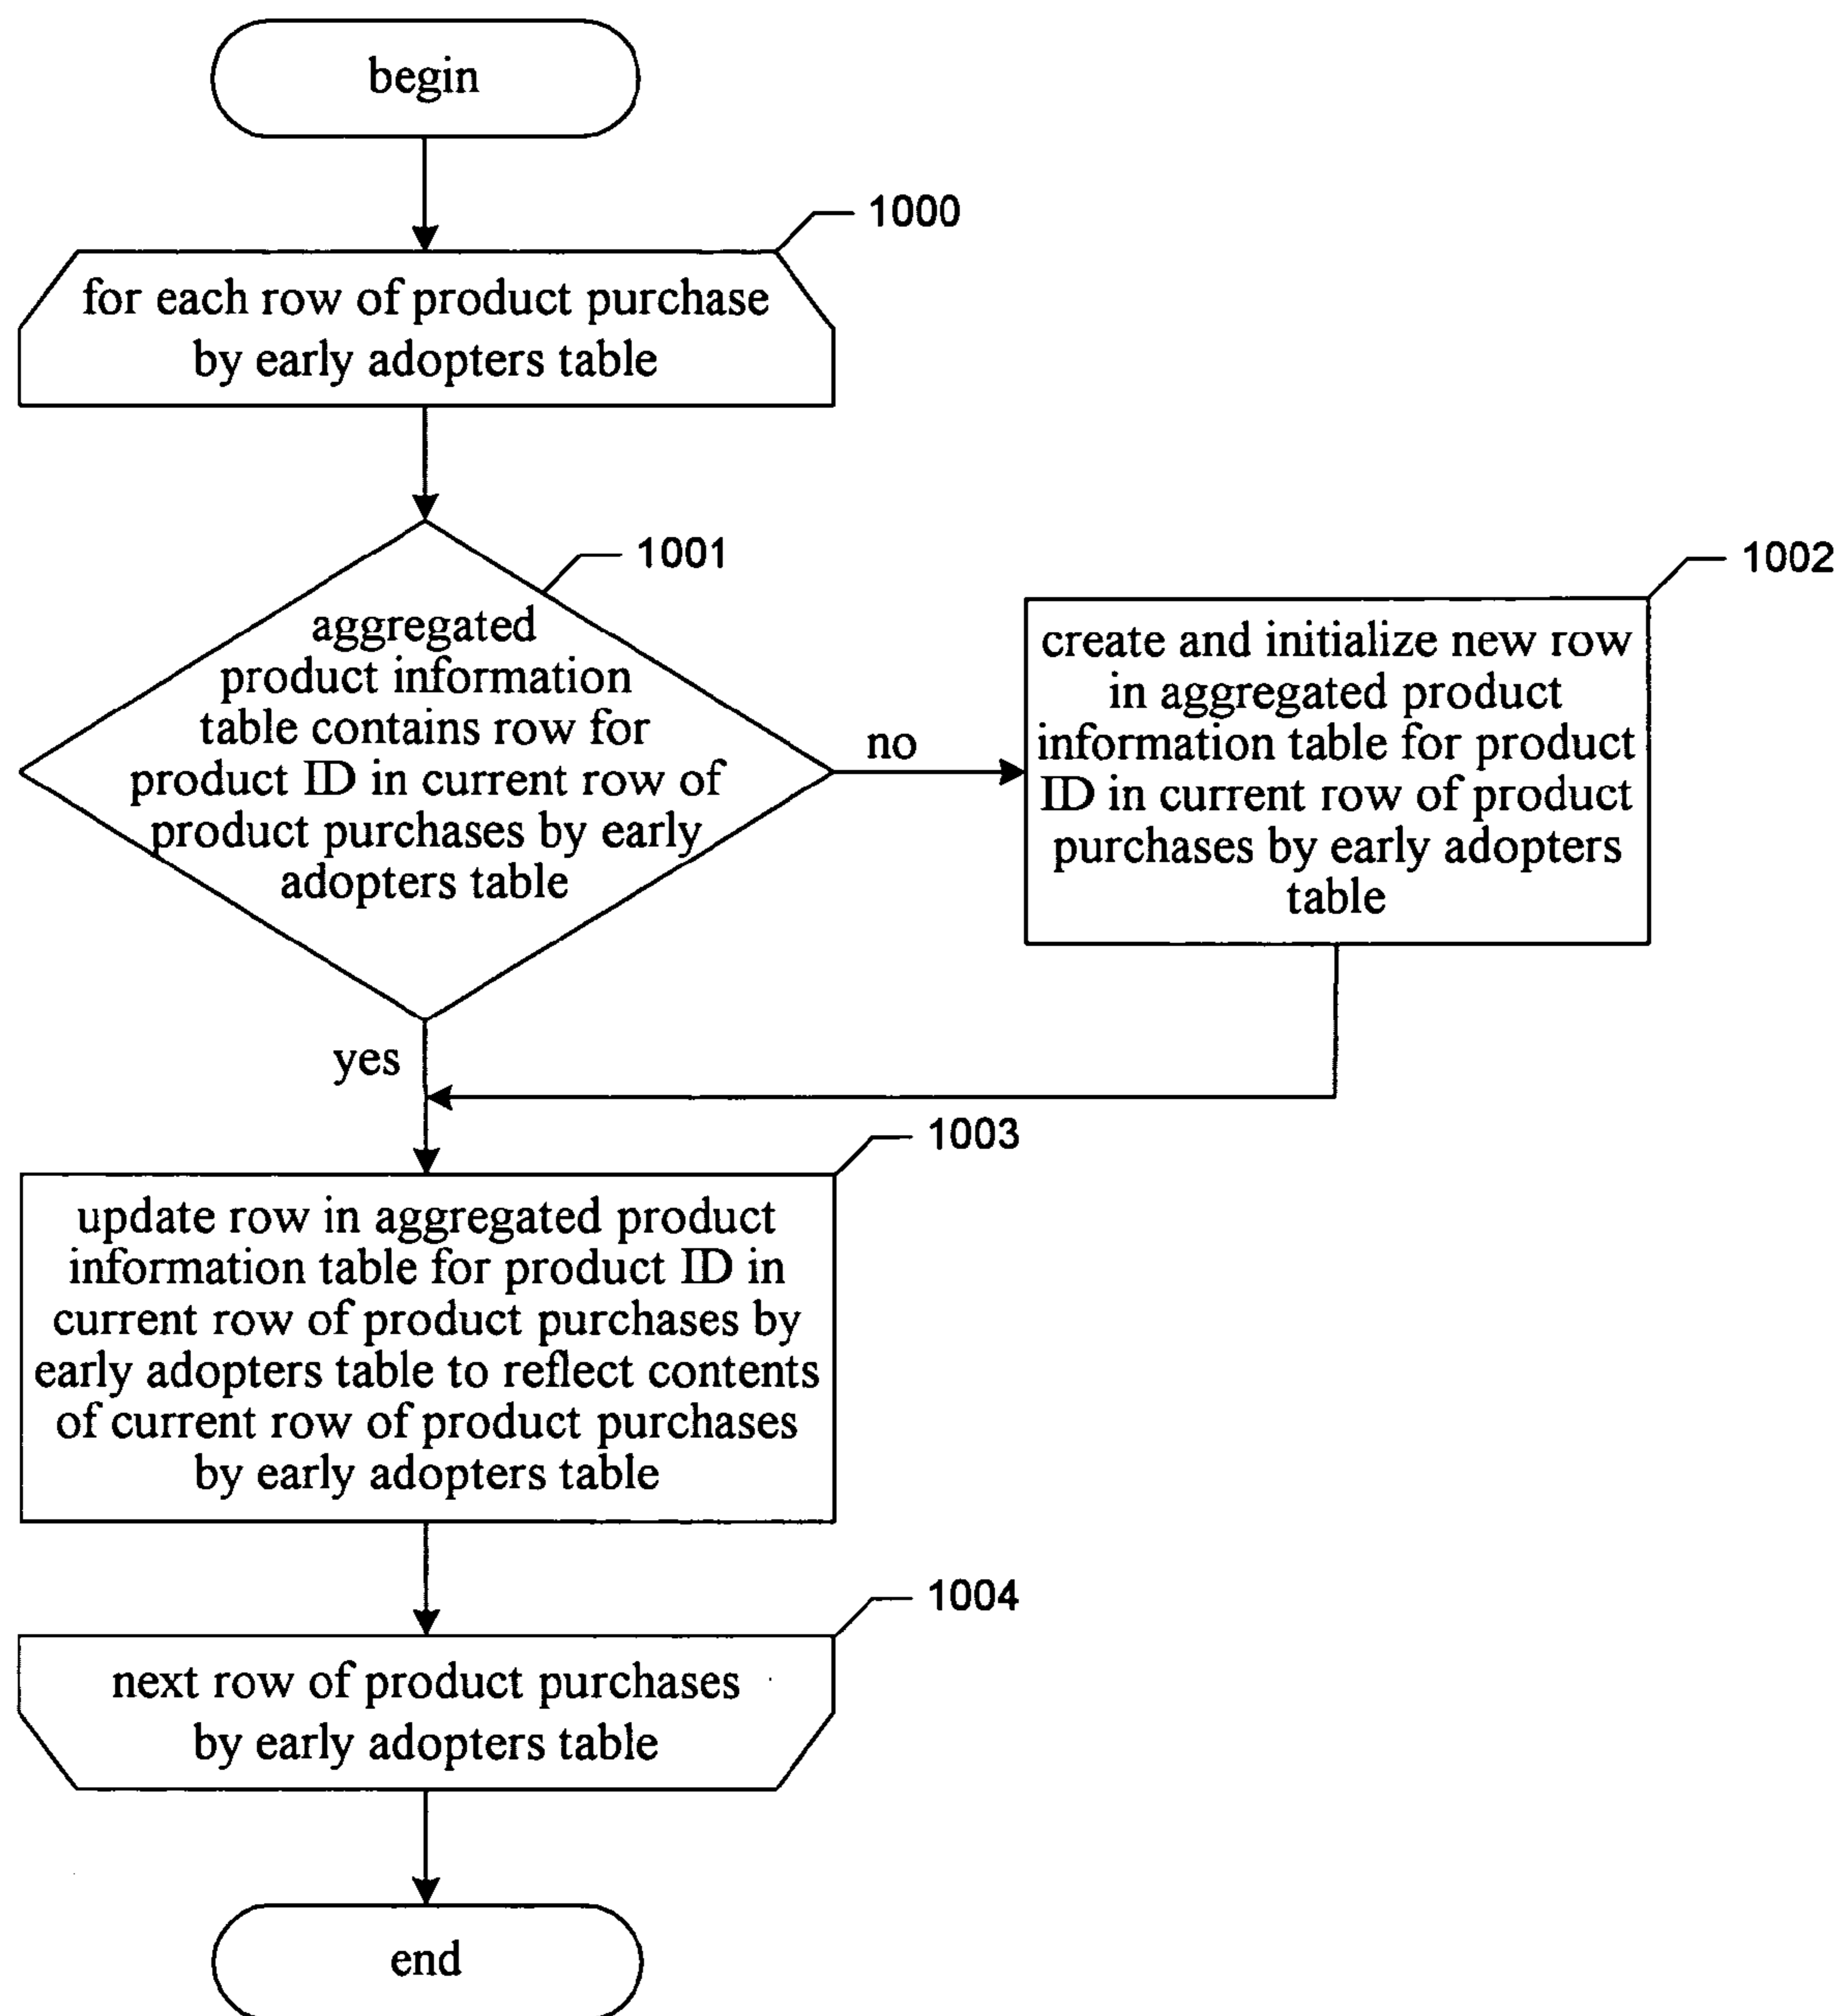 begin
1000
for each row of product purchase
by early adopters table
1001
aggregated
product information
table contains row for
product ID in current row of
product purchases by early
adopters table
no
1002
create and initialize new row
in aggregated product
information table for product
ID in current row of product
purchases by early adopters
table
yes
1003
update row in aggregated product
information table for product ID in
current row of product purchases by
early adopters table to reflect contents
of current row of product purchases
by early adopters table
1004
next row of product purchases
by early adopters table
end